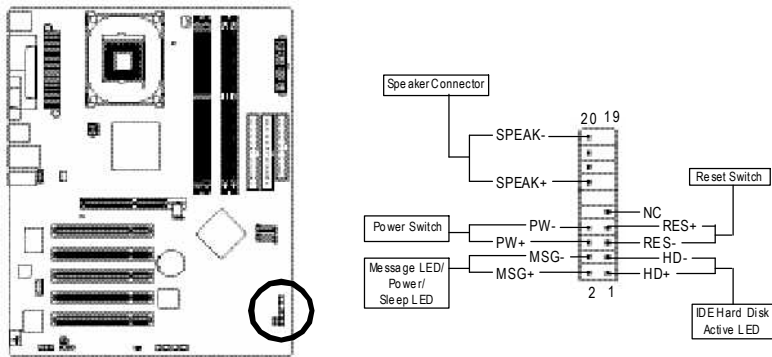 Speaker Connector
20 19
SPEAK-
SPEAK+
Reset Switch
NC
Power Switch
PW-
RES+
PW+
RES-
Message LED/
Power/
Sleep LED
MSG-
HD-
MSG+
HD+
2 1
IDE Hard Disk
Active LED